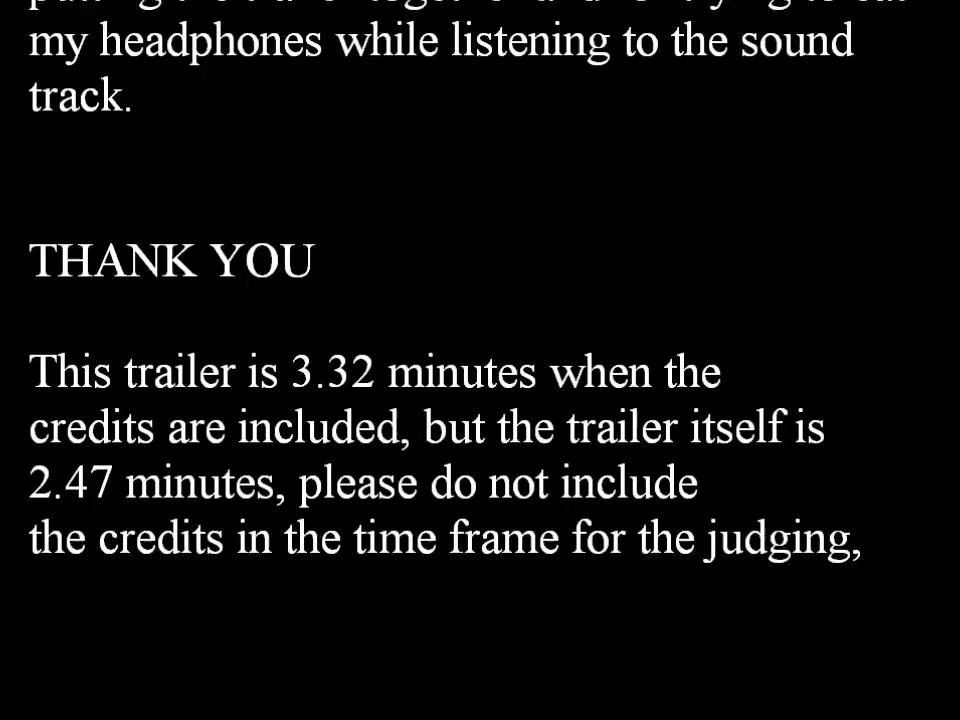 my headphones while listening to the sound
track.
THANK YOU
This trailer is 3.32 minutes when the
credits are included, but the trailer itself is
2.47 minutes, please do not include
the credits in the time frame for the judging,